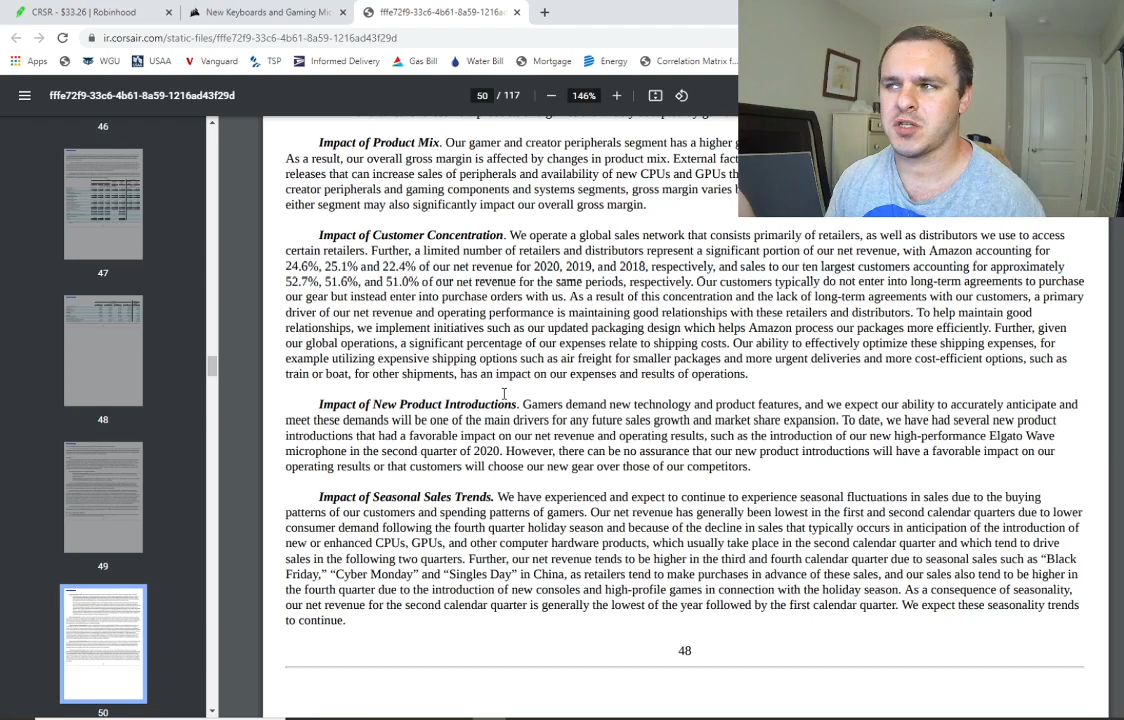 CRSR - $33.26 | Robinhood
New Keyboards and Gaming Mic
fffe72f9-33c6-4b61-8a59-1216ad
ir.corsair.com/static-files/fffe72f9-33c6-4b61-8a59-1216ad43f29d
Apps WGU USAA Vanguard TSP Informed Delivery Gas Bill Water Bill Mortgage Energy Correlation Matrix f...
fffe72f9-33c6-4b61-8a59-1216ad43f29d
50 / 117
146%
46
47
48
49
50
Impact of Product Mix. Our gamer and creator peripherals segment has a higher
As a result, our overall gross margin is affected by changes in product mix. External
releases that can increase sales of peripherals and availability of new CPUs and GPUs
creator peripherals and gaming components and systems segments, gross margin varies
either segment may also significantly impact our overall gross margin.
Impact of Customer Concentration. We operate a global sales network that consists primarily of retailers, as well as distributors we use to access
certain retailers. Further, a limited number of retailers and distributors represent a significant portion of our net revenue, with Amazon accounting for
24.6%, 25.1% and 22.4% of our net revenue for 2020, 2019, and 2018, respectively, and sales to our ten largest customers accounting for approximately
52.7%, 51.6%, and 51.0% of our net revenue for the same periods, respectively. Our customers typically do not enter into long-term agreements to purchase
our gear but instead enter into purchase orders with us. As a result of this concentration and the lack of long-term agreements with our customers, a primary
driver of our net revenue and operating performance is maintaining good relationships with these retailers and distributors. To help maintain good
relationships, we implement initiatives such as our updated packaging design which helps Amazon process our packages more efficiently. Further, given
our global operations, a significant percentage of our expenses relate to shipping costs. Our ability to effectively optimize these shipping expenses, for
example utilizing expensive shipping options such as air freight for smaller packages and more urgent deliveries and more cost-efficient options, such as
train or boat, for other shipments, has an impact on our expenses and results of operations.
Impact of New Product Introductions. Gamers demand new technology and product features, and we expect our ability to accurately anticipate and
meet these demands will be one of the main drivers for any future sales growth and market share expansion. To date, we have had several new product
introductions that had a favorable impact on our net revenue and operating results, such as the introduction of our new high-performance Elgato Wave
microphone in the second quarter of 2020. However, there can be no assurance that our new product introductions will have a favorable impact on our
operating results or that customers will choose our new gear over those of our competitors.
Impact of Seasonal Sales Trends. We have experienced and expect to continue to experience seasonal fluctuations in sales due to the buying
patterns of our customers and spending patterns of gamers. Our net revenue has generally been lowest in the first and second calendar quarters due to lower
consumer demand following the fourth quarter holiday season and because of the decline in sales that typically occurs in anticipation of the introduction of
new or enhanced CPUs, GPUs, and other computer hardware products, which usually take place in the second calendar quarter and which tend to drive
sales in the following two quarters. Further, our net revenue tends to be higher in the third and fourth calendar quarter due to seasonal sales such as “Black
Friday,” “Cyber Monday” and “Singles Day” in China, as retailers tend to make purchases in advance of these sales, and our sales also tend to be higher in
the fourth quarter due to the introduction of new consoles and high-profile games in connection with the holiday season. As a consequence of seasonality,
our net revenue for the second calendar quarter is generally the lowest of the year followed by the first calendar quarter. We expect these seasonality trends
to continue.
48